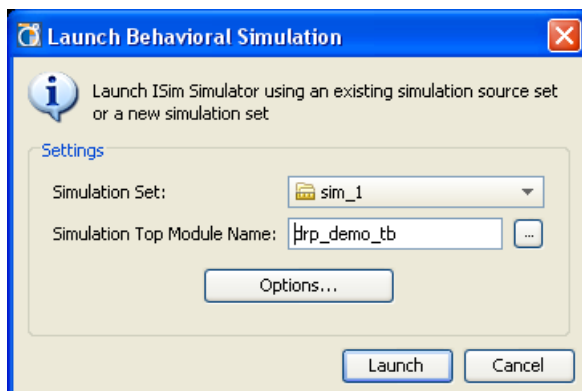 Launch Behavioral Simulation
Launch ISim Simulator using an existing simulation source set
or a new simulation set
Settings
Simulation Set:
sim_1
Simulation Top Module Name:
drp_demo_tb
...
Options...
Launch
Cancel